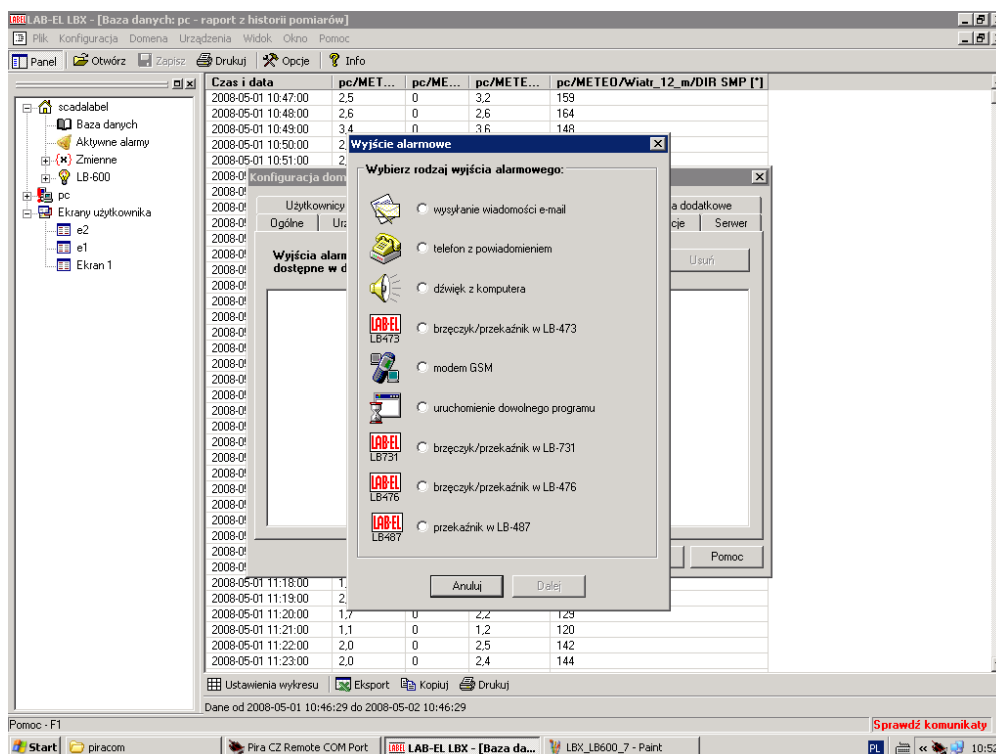 LAB-EL LBX - [Baza danych: pc - raport z historii pomiarów]
Plik Konfiguracja Domena Urządzenia Widok Okno Pomoc
Panel Otwórz Zapisz Drukuj Opcje Info
scadalabel
Baza danych
Aktywne alarmy
Zmienne
LB-600
pc
Ekrany użytkownika
e2
e1
Ekran 1
Czas i data pc/MET... pc/ME... pc/METE... pc/METEO/Wiatr_12_m/DIR SMP [°]
2008-05-01 10:47:00 2,5 0 3,2 159
2008-05-01 10:48:00 2,6 0 2,6 164
2008-05-01 10:49:00 3,4 0 3,6 148
2008-05-01 10:50:00
2008-05-01 10:51:00
Konfiguracja
Użytkownicy
dodatkowe
Ogólne
Serwer
dostępne w
Usuń
Pomoc
Wyjście alarmowe
Wybierz rodzaj wyjścia alarmowego:
wysyłanie wiadomości e-mail
telefon z powiadomieniem
dźwięk z komputera
LAB-EL LB473 brzęczyk/przekaźnik w LB-473
modem GSM
uruchomienie dowolnego programu
LAB-EL LB731 brzęczyk/przekaźnik w LB-731
LAB-EL LB476 brzęczyk/przekaźnik w LB-476
LAB-EL LB487 przekaźnik w LB-487
Anuluj Dalej
2008-05-01 11:18:00
2008-05-01 11:19:00
2008-05-01 11:20:00 1,7 0 2,2 129
2008-05-01 11:21:00 1,1 0 1,2 120
2008-05-01 11:22:00 2,0 0 2,5 142
2008-05-01 11:23:00 2,0 0 2,4 144
Ustawienia wykresu Eksport Kopiuj Drukuj
Dane od 2008-05-01 10:46:29 do 2008-05-02 10:46:29
Pomoc - F1 Sprawdź komunikaty
Start piracom Pira CZ Remote COM Port LAB-EL LBX - [Baza da... LBX_LB600_7 - Paint PL « 10:52